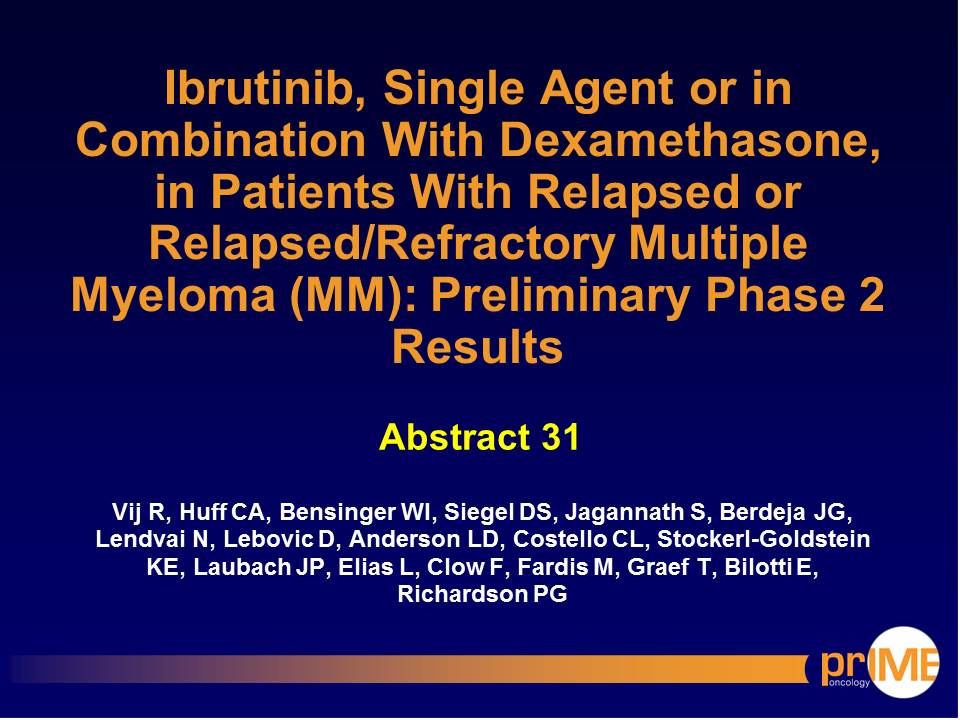 Ibrutinib, Single Agent or in
Combination With Dexamethasone,
in Patients With Relapsed or
Relapsed/Refractory Multiple
Myeloma (MM): Preliminary Phase 2
Results
Abstract 31
Vij R, Huff CA, Bensinger WI, Siegel DS, Jagannath S, Berdeja JG,
Lendvai N, Lebovic D, Anderson LD, Costello CL, Stockerl-Goldstein
KE, Laubach JP, Elias L, Clow F, Fardis M, Graef T, Bilotti E,
Richardson PG
prIME
oncology